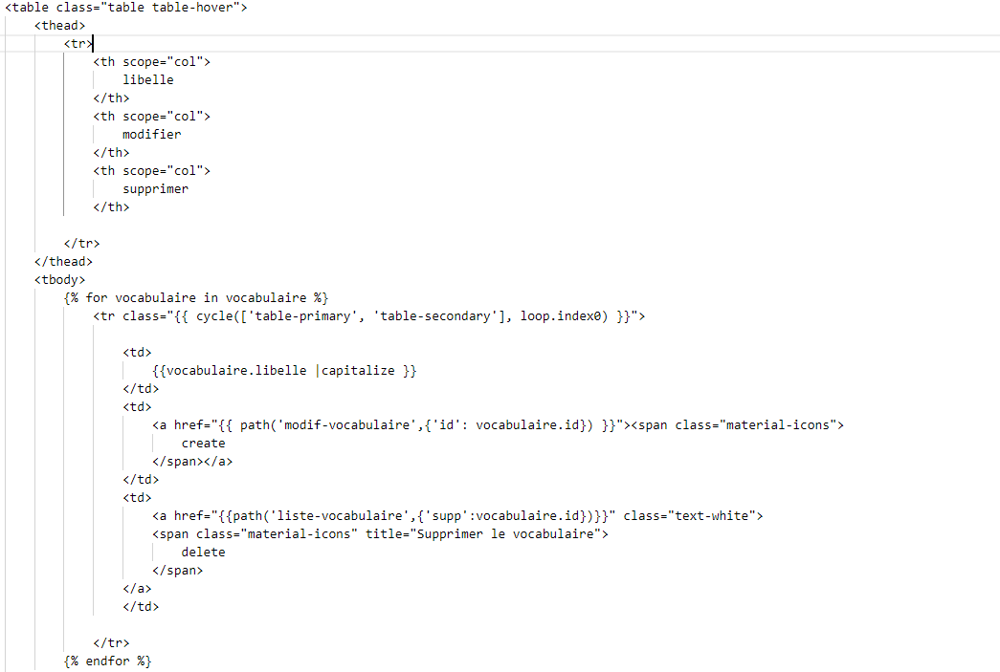 <table class="table table-hover">
<thead>
<tr>
<th scope="col">
libelle
</th>
<th scope="col">
modifier
</th>
<th scope="col">
supprimer
</th>
</tr>
</thead>
<tbody>
{% for vocabulaire in vocabulaire %}
<tr class="{{ cycle(['table-primary', 'table-secondary'], loop.index0) }}">
<td>
{{vocabulaire.libelle |capitalize }}
</td>
<td>
<a href="{{ path('modif-vocabulaire',{'id': vocabulaire.id}) }}"><span class="material-icons">
create
</span></a>
</td>
<td>
<a href="{{path('liste-vocabulaire',{'supp':vocabulaire.id})}}" class="text-white">
<span class="material-icons" title="Supprimer le vocabulaire">
delete
</span>
</a>
</td>
</tr>
{% endfor %}